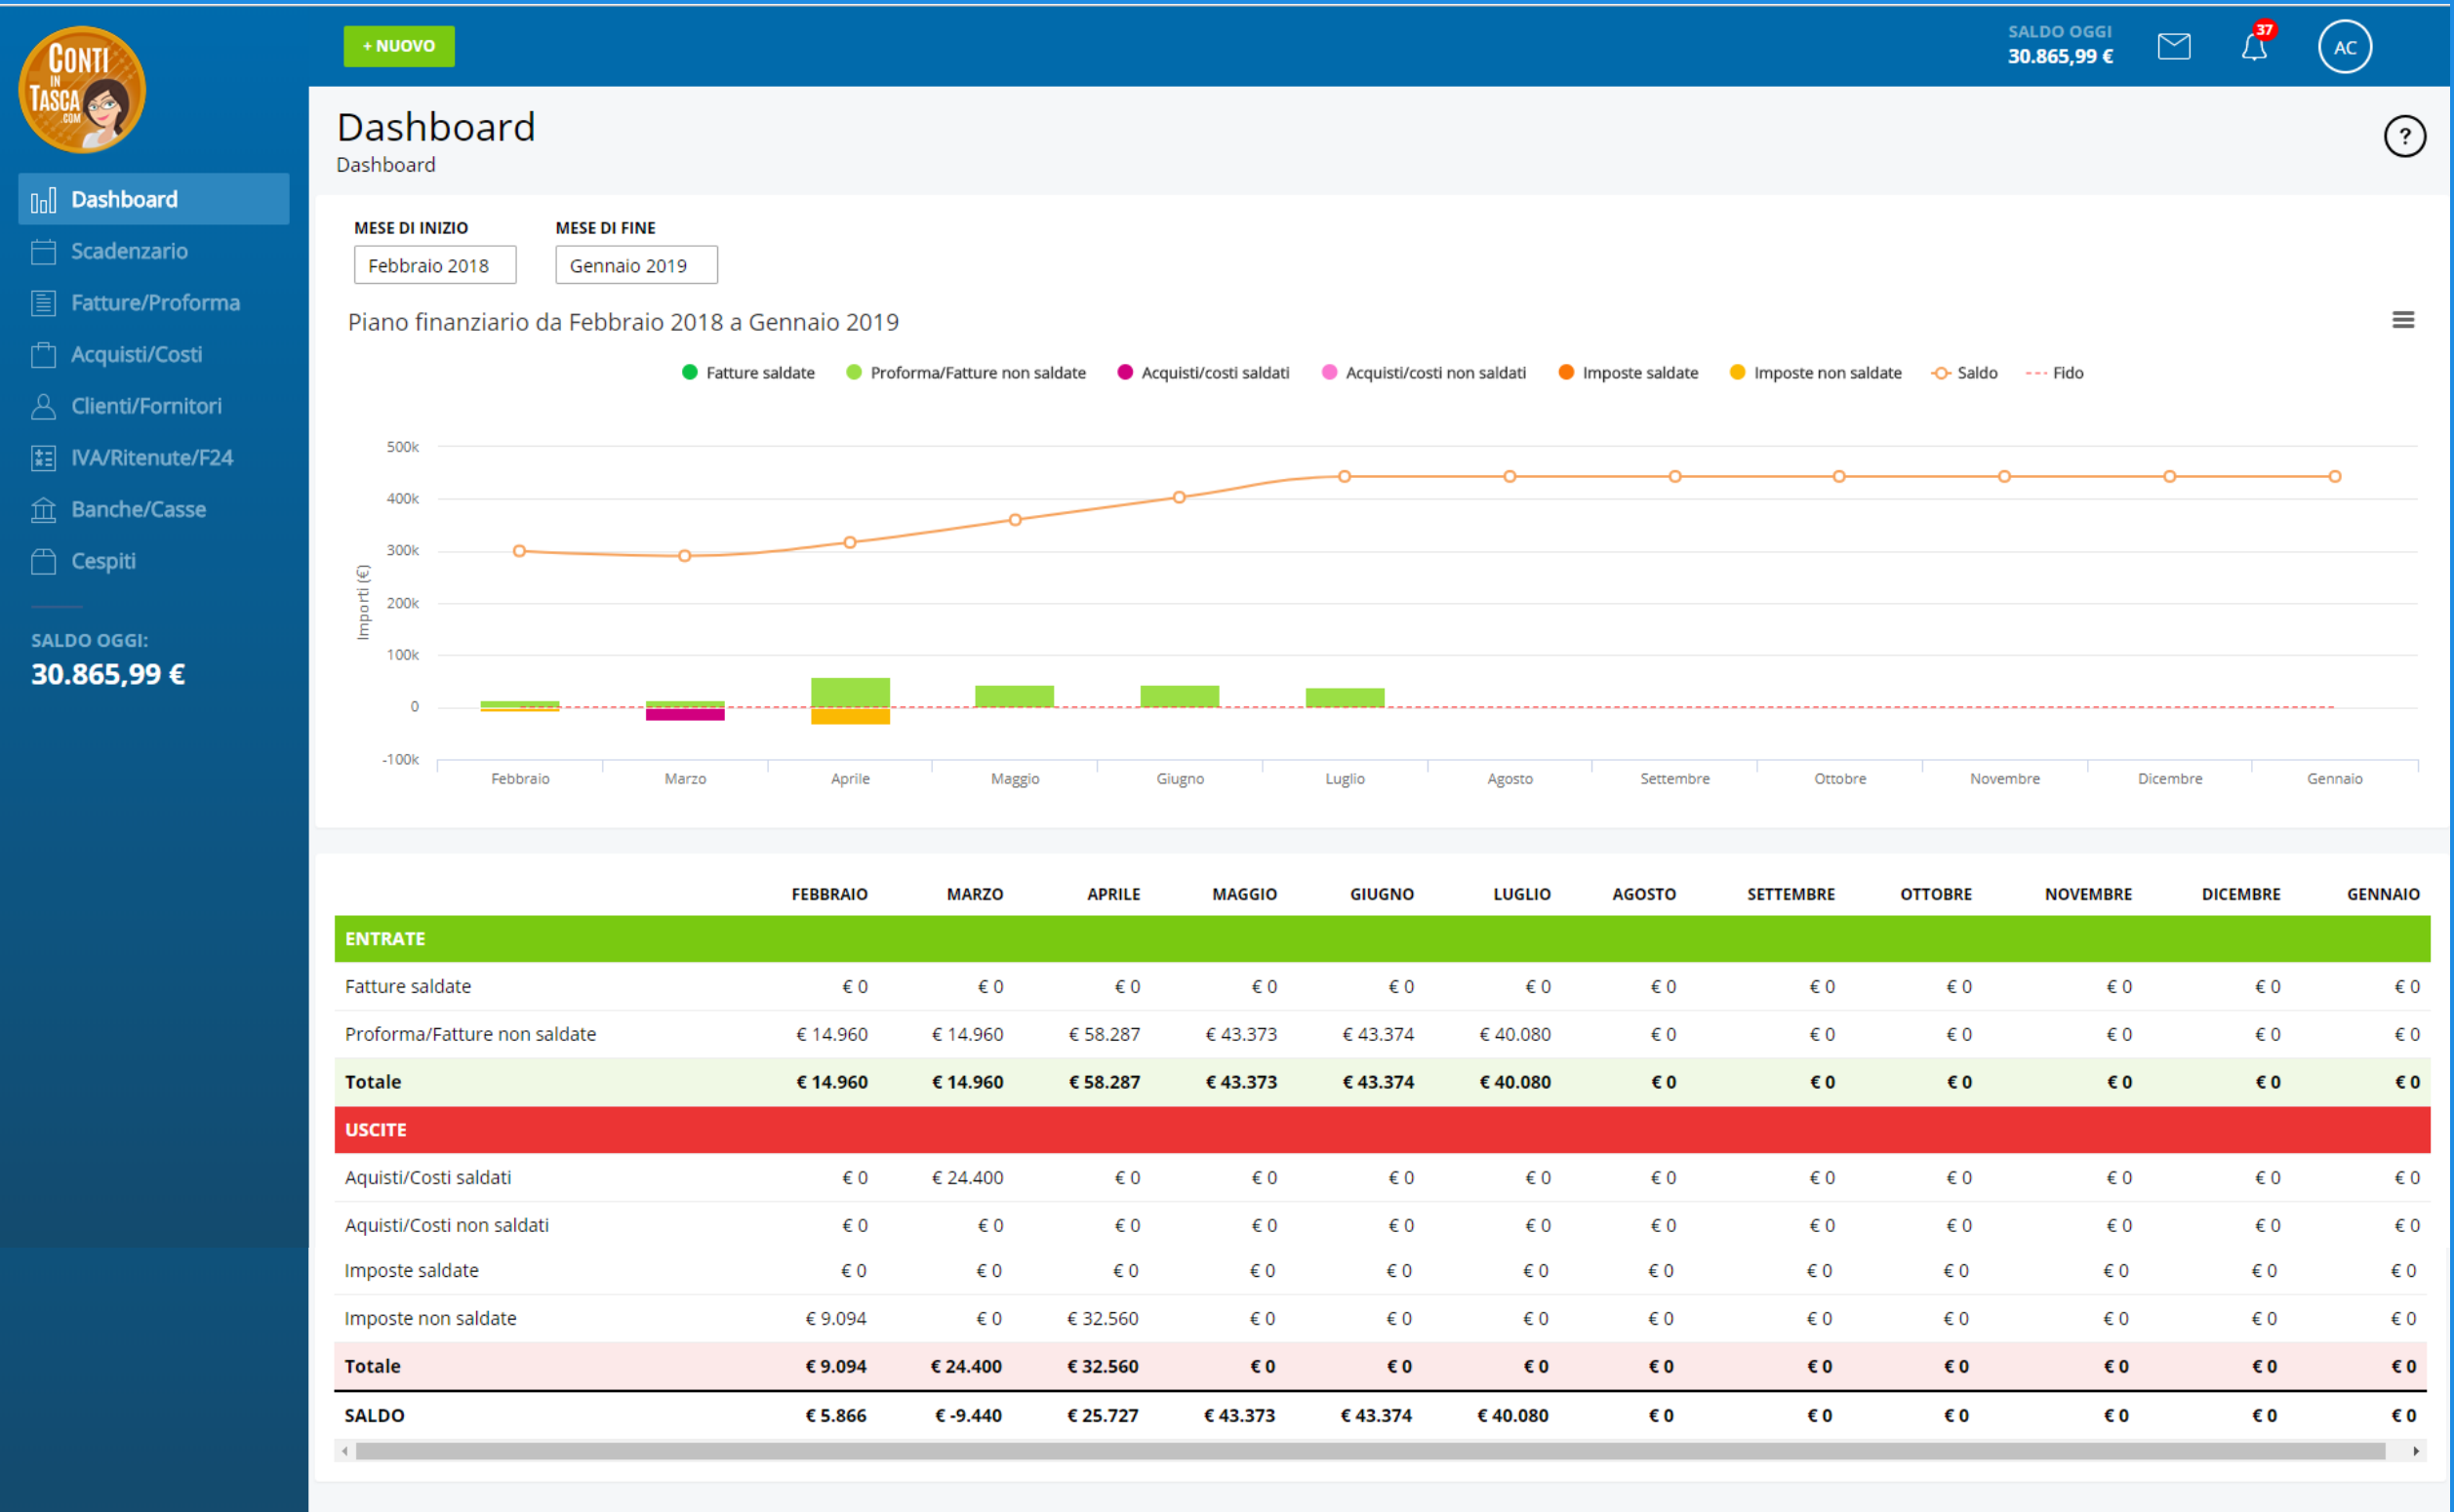 CONTI
IN
TASCA
.COM
+ NUOVO
SALDO OGGI
30.865,99 €
37
AC
Dashboard
Dashboard
?
Dashboard
Scadenzario
Fatture/Proforma
Acquisti/Costi
Clienti/Fornitori
IVA/Ritenute/F24
Banche/Casse
Cespiti
SALDO OGGI:
30.865,99 €
MESE DI INIZIO MESE DI FINE
Febbraio 2018 Gennaio 2019
Piano finanziario da Febbraio 2018 a Gennaio 2019
Fatture saldate Proforma/Fatture non saldate Acquisti/costi saldati Acquisti/costi non saldati Imposte saldate Imposte non saldate Saldo Fido
Importi (€)
500k
400k
300k
200k
100k
0
-100k
Febbraio Marzo Aprile Maggio Giugno Luglio Agosto Settembre Ottobre Novembre Dicembre Gennaio
FEBBRAIO MARZO APRILE MAGGIO GIUGNO LUGLIO AGOSTO SETTEMBRE OTTOBRE NOVEMBRE DICEMBRE GENNAIO
ENTRATE
Fatture saldate € 0 € 0 € 0 € 0 € 0 € 0 € 0 € 0 € 0 € 0 € 0 € 0
Proforma/Fatture non saldate € 14.960 € 14.960 € 58.287 € 43.373 € 43.374 € 40.080 € 0 € 0 € 0 € 0 € 0 € 0
Totale € 14.960 € 14.960 € 58.287 € 43.373 € 43.374 € 40.080 € 0 € 0 € 0 € 0 € 0 € 0
USCITE
Aquisti/Costi saldati € 0 € 24.400 € 0 € 0 € 0 € 0 € 0 € 0 € 0 € 0 € 0 € 0
Aquisti/Costi non saldati € 0 € 0 € 0 € 0 € 0 € 0 € 0 € 0 € 0 € 0 € 0 € 0
Imposte saldate € 0 € 0 € 0 € 0 € 0 € 0 € 0 € 0 € 0 € 0 € 0 € 0
Imposte non saldate € 9.094 € 0 € 32.560 € 0 € 0 € 0 € 0 € 0 € 0 € 0 € 0 € 0
Totale € 9.094 € 24.400 € 32.560 € 0 € 0 € 0 € 0 € 0 € 0 € 0 € 0 € 0
SALDO € 5.866 € -9.440 € 25.727 € 43.373 € 43.374 € 40.080 € 0 € 0 € 0 € 0 € 0 € 0